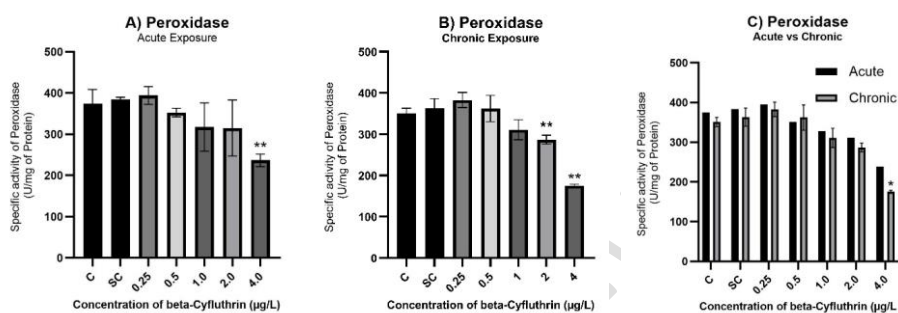 A) Peroxidase
Acute Exposure
Specific activity of Peroxidase
(U/mg of Protein)
500
400
300
200
100
0
**
C SC 0.25 0.5 1.0 2.0 4.0
Concentration of beta-Cyfluthrin (µg/L)
B) Peroxidase
Chronic Exposure
Specific activity of Peroxidase
(U/mg of Protein)
500
400
300
200
100
0
**
**
C SC 0.25 0.5 1 2 4
Concentration of beta-Cyfluthrin (µg/L)
C) Peroxidase
Acute vs Chronic
Specific activity of Peroxidase
(U/mg of Protein)
500
400
300
200
100
0
Acute
Chronic
*
C SC 0.25 0.5 1.0 2.0 4.0
Concentration of beta-Cyfluthrin (µg/L